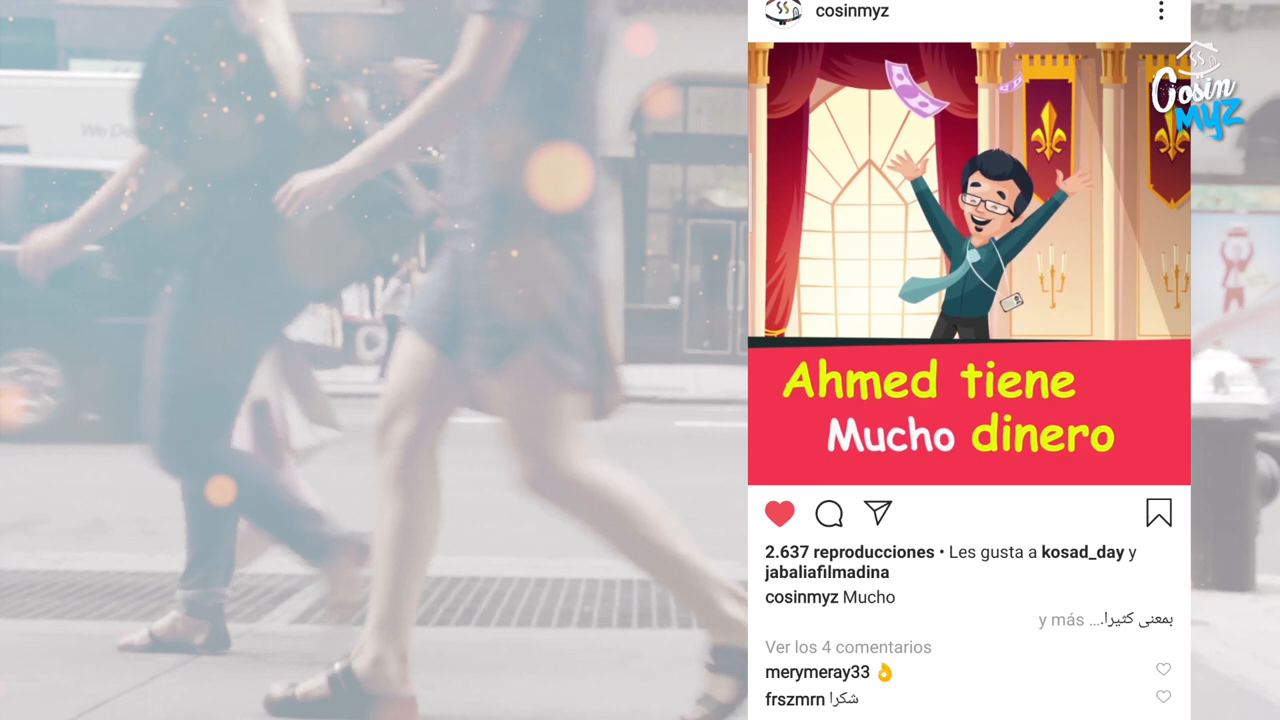 cosinmyz
Cosin
MYZ
Ahmed tiene
Mucho dinero
2.637 reproducciones • Les gusta a kosad_day y
jabaliafilmadina
cosinmyz Mucho
بمعنى كثيرا.... y más
Ver los 4 comentarios
merymeray33 👌
frszmrn شكرا